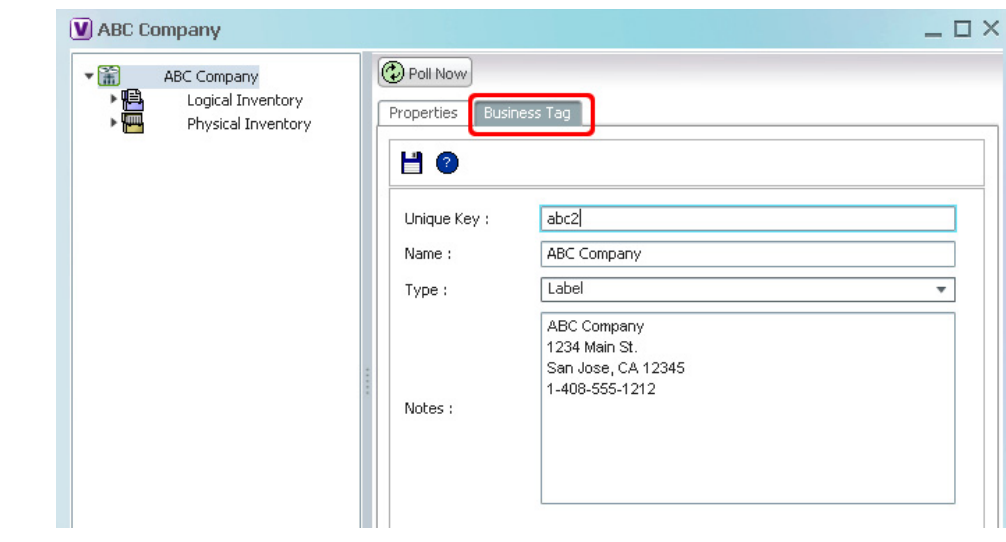 V ABC Company
ABC Company
Logical Inventory
Physical Inventory
Poll Now
Properties Business Tag
?
Unique Key : abc2
Name : ABC Company
Type : Label
Notes :
ABC Company
1234 Main St.
San Jose, CA 12345
1-408-555-1212